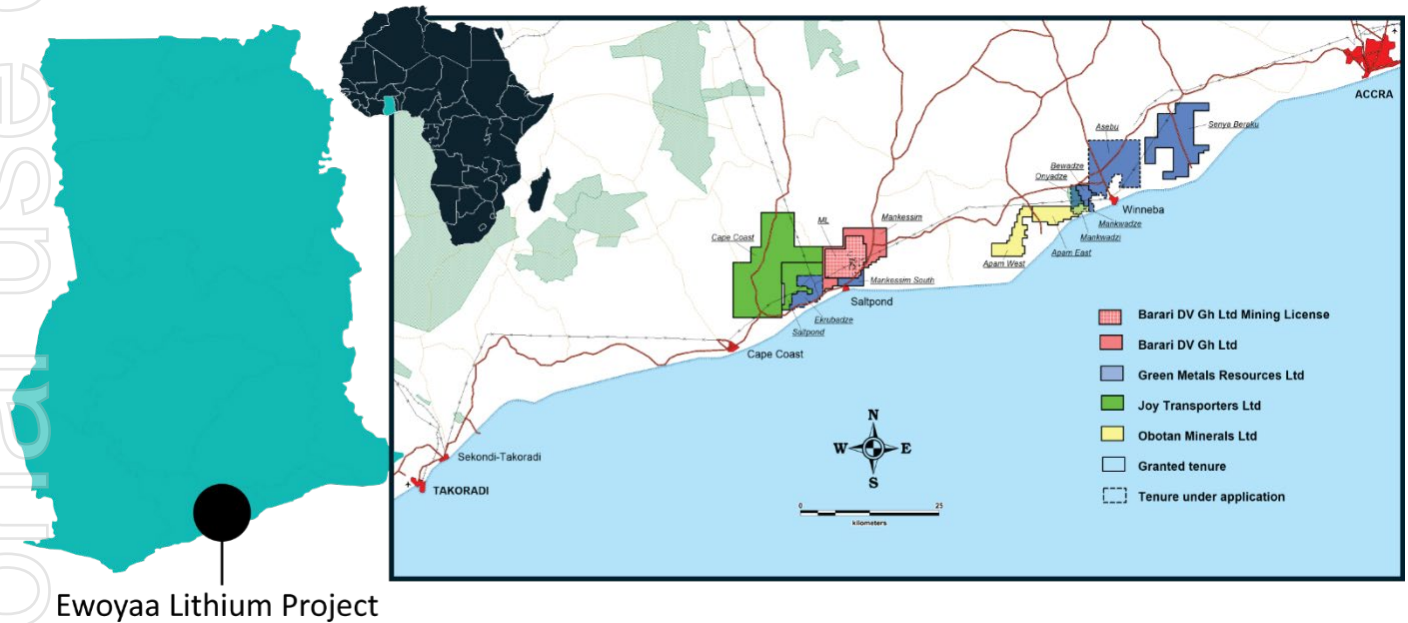 Ewoyaa Lithium Project
ACCRA
Asebu
Senya Beraku
Bewadze
Onyadze
Winneba
Mankwadze
Mankwadzi
Apam East
Apam West
ML
Mankessim
Cape Coast
Mankessim South
Saltpond
Ekrubadze
Saltpond
Cape Coast
Sekondi-Takoradi
TAKORADI
N
W E
S
0 25
kilometers
Barari DV Gh Ltd Mining License
Barari DV Gh Ltd
Green Metals Resources Ltd
Joy Transporters Ltd
Obotan Minerals Ltd
Granted tenure
Tenure under application